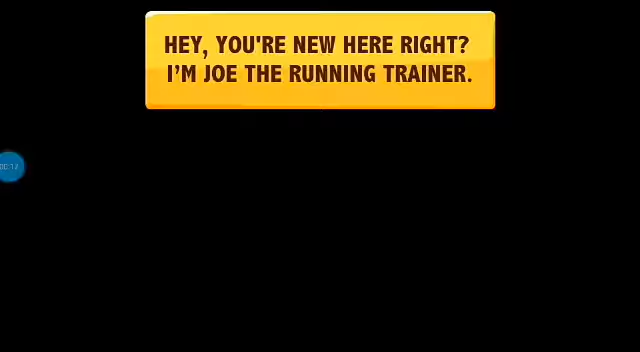 HEY, YOU'RE NEW HERE RIGHT?
I'M JOE THE RUNNING TRAINER.